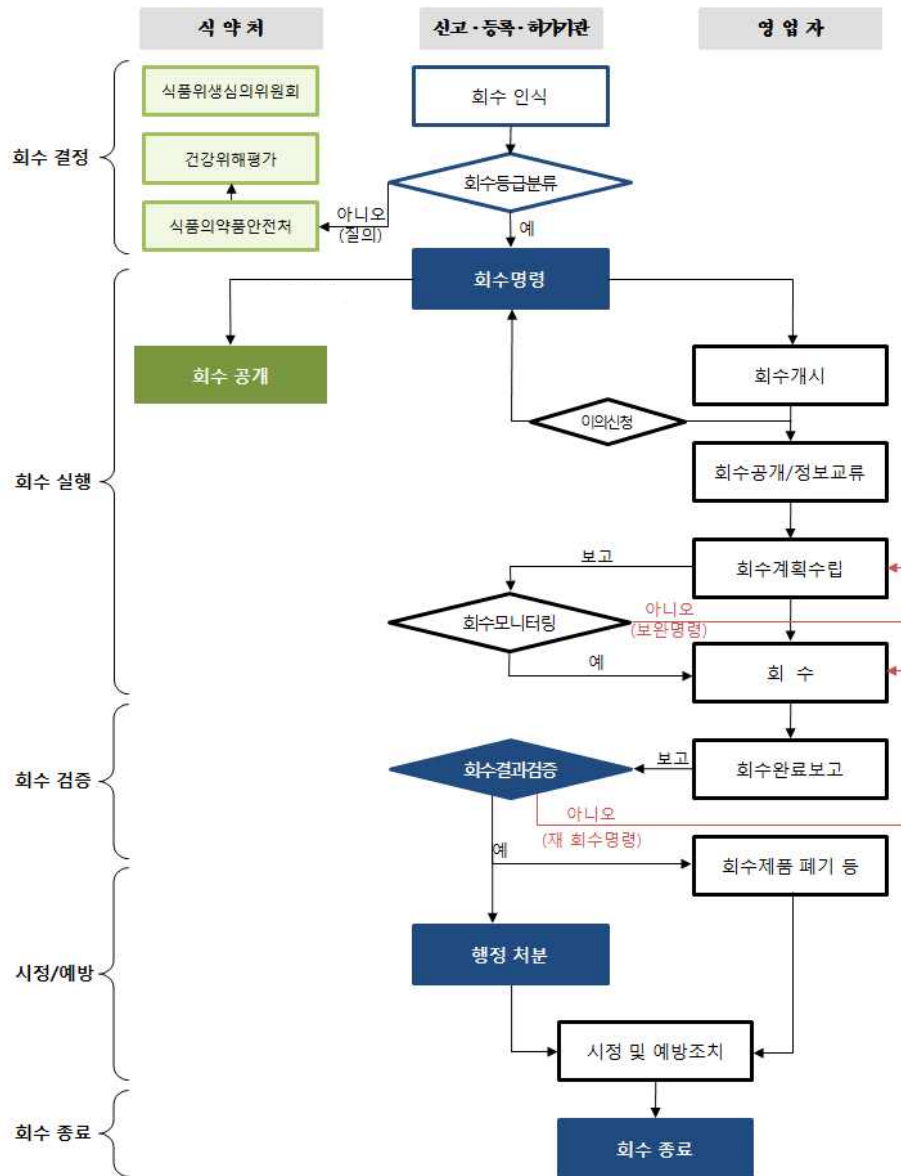 식 약 처
신고·등록·허가기관
영 업 자
회수 결정
식품위생심의위원회
회수 인식
건강위해평가
회수등급분류
식품의약품안전처
아니오
(질의)
예
회수 실행
회수명령
회수 공개
회수개시
이의신청
회수공개/정보교류
보고
회수계획수립
회수모니터링
아니오
(보완명령)
예
회 수
회수 검증
회수결과검증
보고
회수완료보고
아니오
(재 회수명령)
예
회수제품 폐기 등
시정/예방
행정 처분
시정 및 예방조치
회수 종료
회수 종료